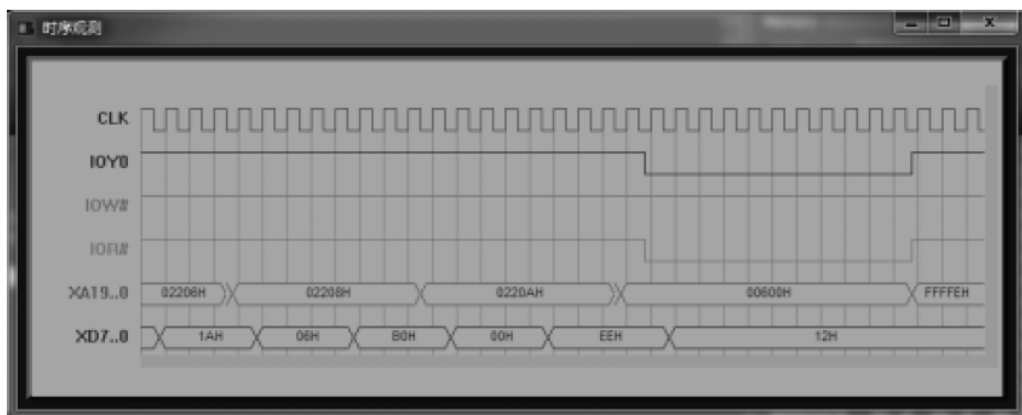 时序观测
CLK
IOY0
IOW#
IOR#
XA19..0 02206H 02208H 0220AH 00600H FFFFEH
XD7..0 1AH 06H B0H 00H EEH 12H